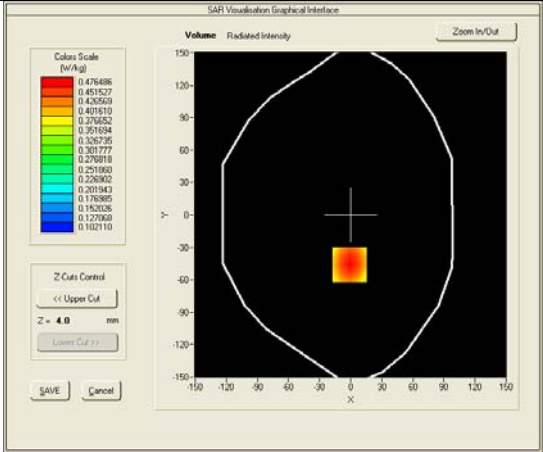 SAR Visualisation Graphical Interface
Volume Radiated Intensity
Zoom In/Out
Colors Scale
(W/kg)
0.476486
0.451527
0.426569
0.401610
0.376652
0.351694
0.326735
0.301777
0.276818
0.251860
0.226902
0.201943
0.176985
0.152026
0.127068
0.102110
Z Cuts Control
<< Upper Cut
Z = 4.0 mm
Lower Cut >>
SAVE Cancel
150
120
90
60
30
0
-30
-60
-90
-120
-150
Y
-150 -120 -90 -60 -30 0 30 60 90 120 150
X